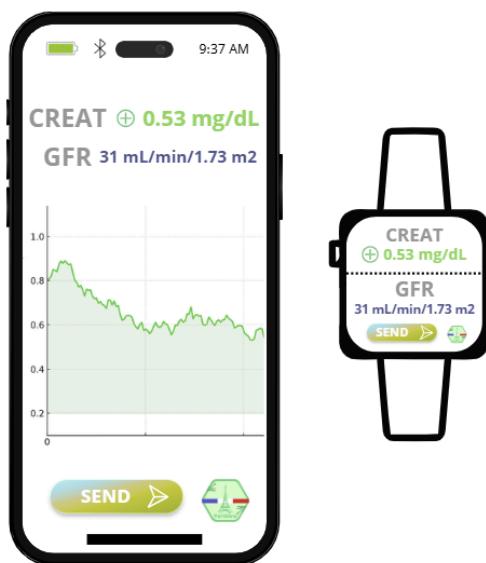 9:37 AM
CREAT ⊕ 0.53 mg/dL
GFR 31 mL/min/1.73 m2
1.0
0.8
0.6
0.4
0.2
0
SEND
CREAT
⊕ 0.53 mg/dL
GFR
31 mL/min/1.73 m2
SEND